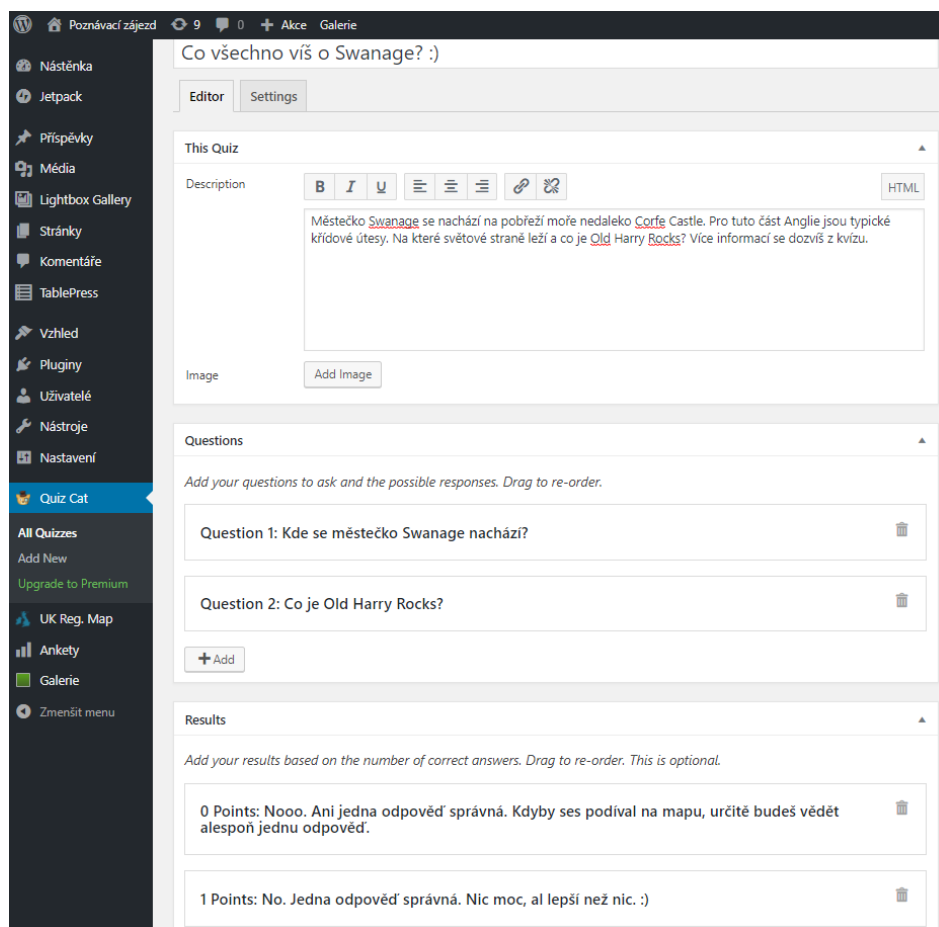 Poznávací zájezd 9 0 + Akce Galerie
Nástěnka
Jetpack
Příspěvky
Média
Lightbox Gallery
Stránky
Komentáře
TablePress
Vzhled
Pluginy
Uživatelé
Nástroje
Nastavení
Quiz Cat
All Quizzes
Add New
Upgrade to Premium
UK Reg. Map
Ankety
Galerie
Zmenšit menu
Co všechno víš o Swanage? :)
Editor Settings
This Quiz
Description B I U HTML
Městečko Swanage se nachází na pobřeží moře nedaleko Corfe Castle. Pro tuto část Anglie jsou typické
křídové útesy. Na které světové straně leží a co je Old Harry Rocks? Více informací se dozvíš z kvízu.
Image Add Image
Questions
Add your questions to ask and the possible responses. Drag to re-order.
Question 1: Kde se městečko Swanage nachází?
Question 2: Co je Old Harry Rocks?
+ Add
Results
Add your results based on the number of correct answers. Drag to re-order. This is optional.
0 Points: Nooo. Ani jedna odpověď správná. Kdyby ses podíval na mapu, určitě budeš vědět
alespoň jednu odpověď.
1 Points: No. Jedna odpověď správná. Nic moc, al lepší než nic. :)